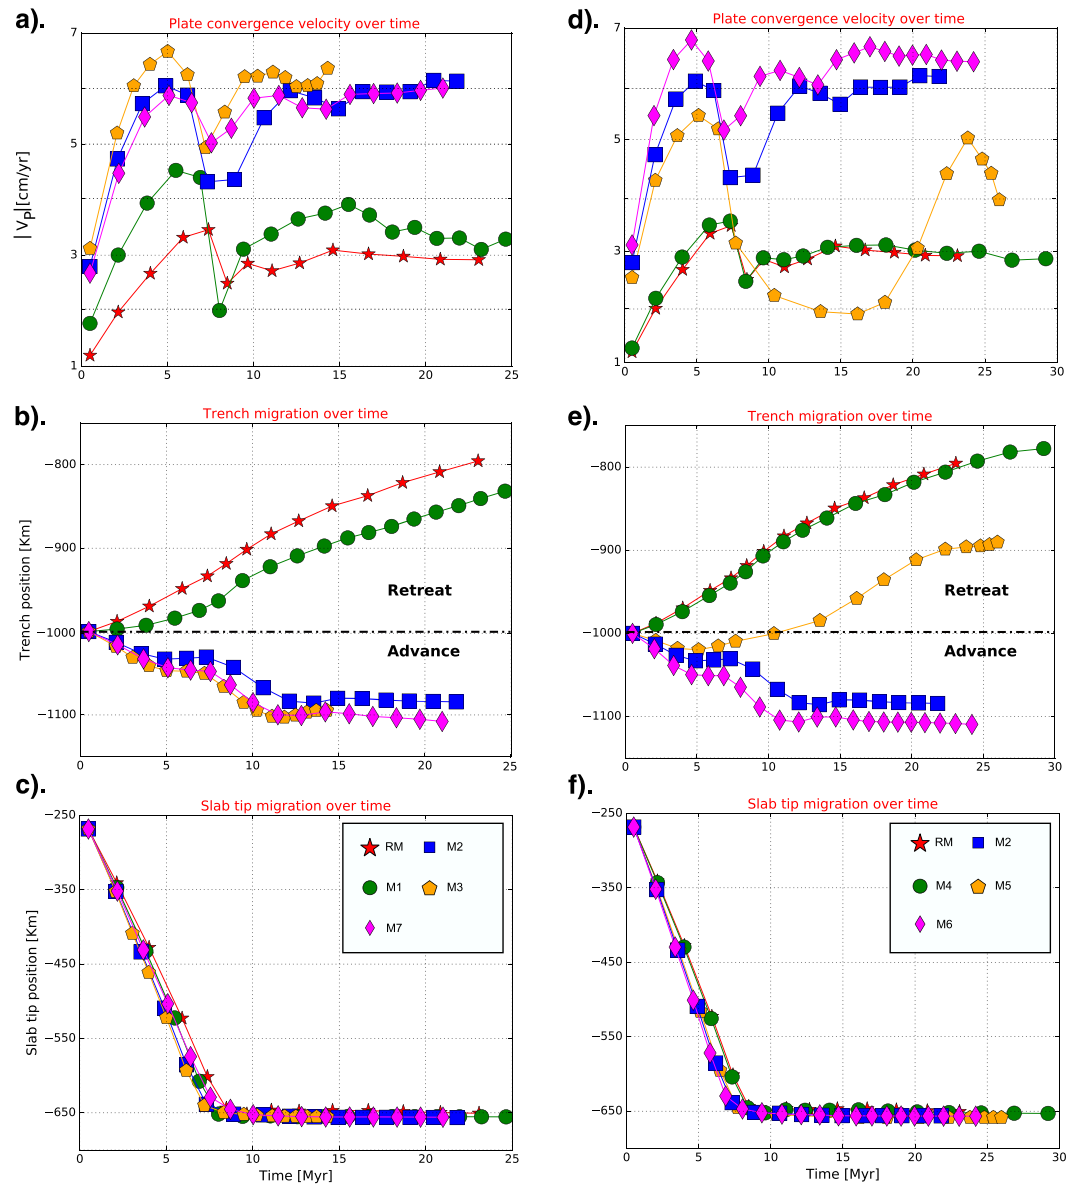 a).
Plate convergence velocity over time
7
5
3
1
|Vp|[cm/yr]
0
5
10
15
20
25
d).
Plate convergence velocity over time
7
5
3
1
0
5
10
15
20
25
30
b).
Trench migration over time
−800
−900
−1000
−1100
Trench position [Km]
Retreat
Advance
0
5
10
15
20
25
e).
Trench migration over time
−800
−900
−1000
−1100
Retreat
Advance
0
5
10
15
20
25
30
c).
Slab tip migration over time
−250
−350
−450
−550
−650
Slab tip position [Km]
RM
M2
M1
M3
M7
0
5
10
15
20
25
Time [Myr]
f).
Slab tip migration over time
−250
−350
−450
−550
−650
RM
M2
M4
M5
M6
0
5
10
15
20
25
30
Time [Myr]